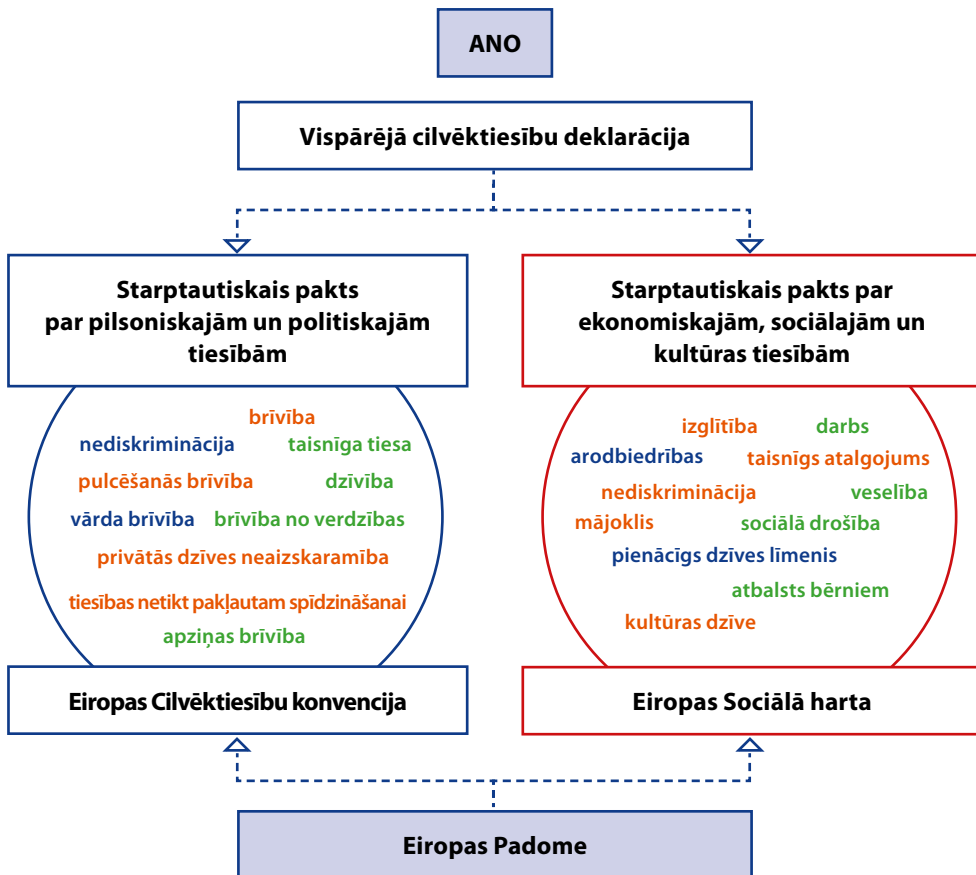 ANO
Vispārējā cilvēktiesību deklarācija
Starptautiskais pakts
par pilsoniskajām un politiskajām
tiesībām
brīvība
nediskriminācija taisnīga tiesa
pulcēšanās brīvība dzīvība
vārda brīvība brīvība no verdzības
privātās dzīves neaizskaramība
tiesības netikt pakļautam spīdzināšanai
apziņas brīvība
Eiropas Cilvēktiesību konvencija
Starptautiskais pakts par
ekonomiskajām, sociālajām un
kultūras tiesībām
izglītība darbs
arodbiedrības taisnīgs atalgojums
nediskriminācija veselība
mājoklis sociālā drošība
pienācīgs dzīves līmenis
atbalsts bērniem
kultūras dzīve
Eiropas Sociālā harta
Eiropas Padome